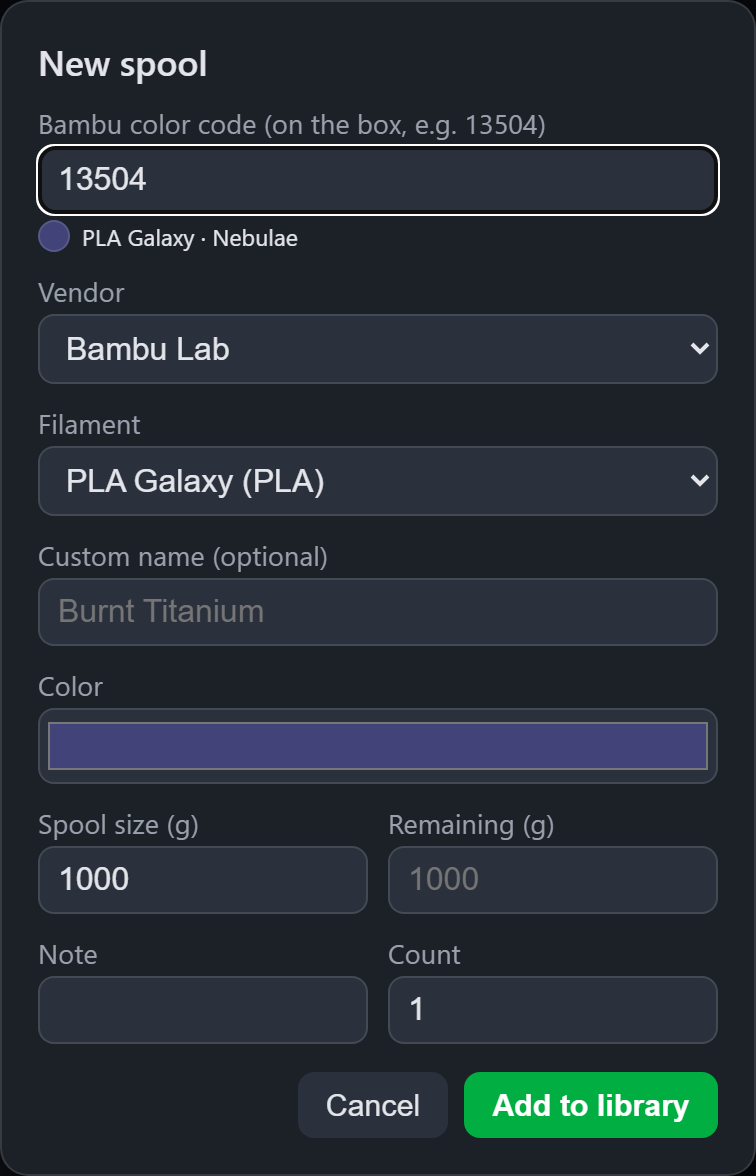 New spool
Bambu color code (on the box, e.g. 13504)
13504
PLA Galaxy · Nebulae
Vendor
Bambu Lab
Filament
PLA Galaxy (PLA)
Custom name (optional)
Burnt Titanium
Color
Spool size (g) Remaining (g)
1000 1000
Note Count
1
Cancel Add to library